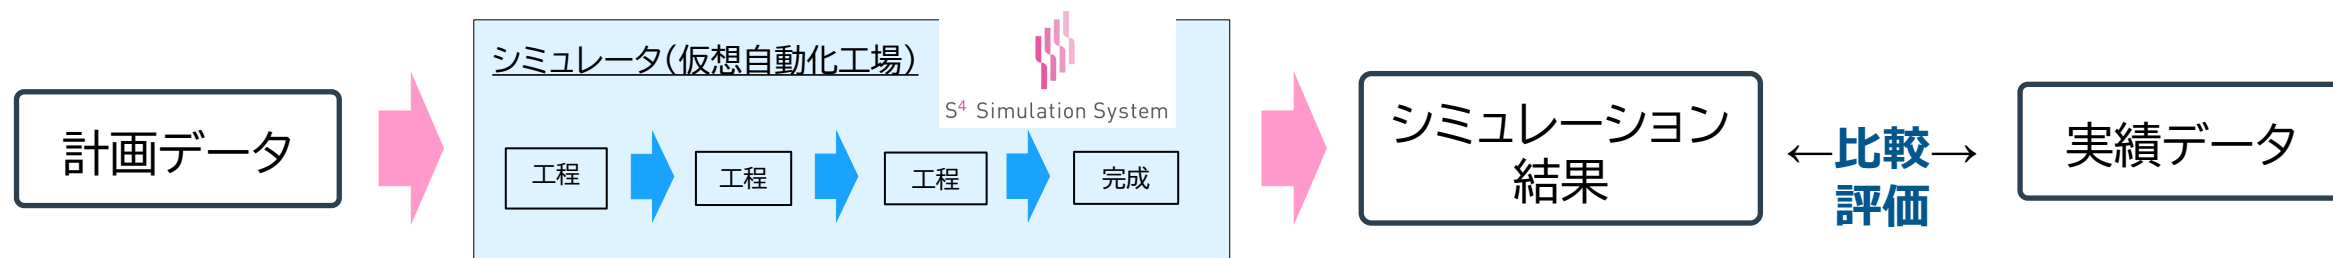 計画データ
シミュレータ（仮想自動化工場）
S⁴ Simulation System
工程
工程
工程
完成
シミュレーション
結果
←比較→
評価
実績データ